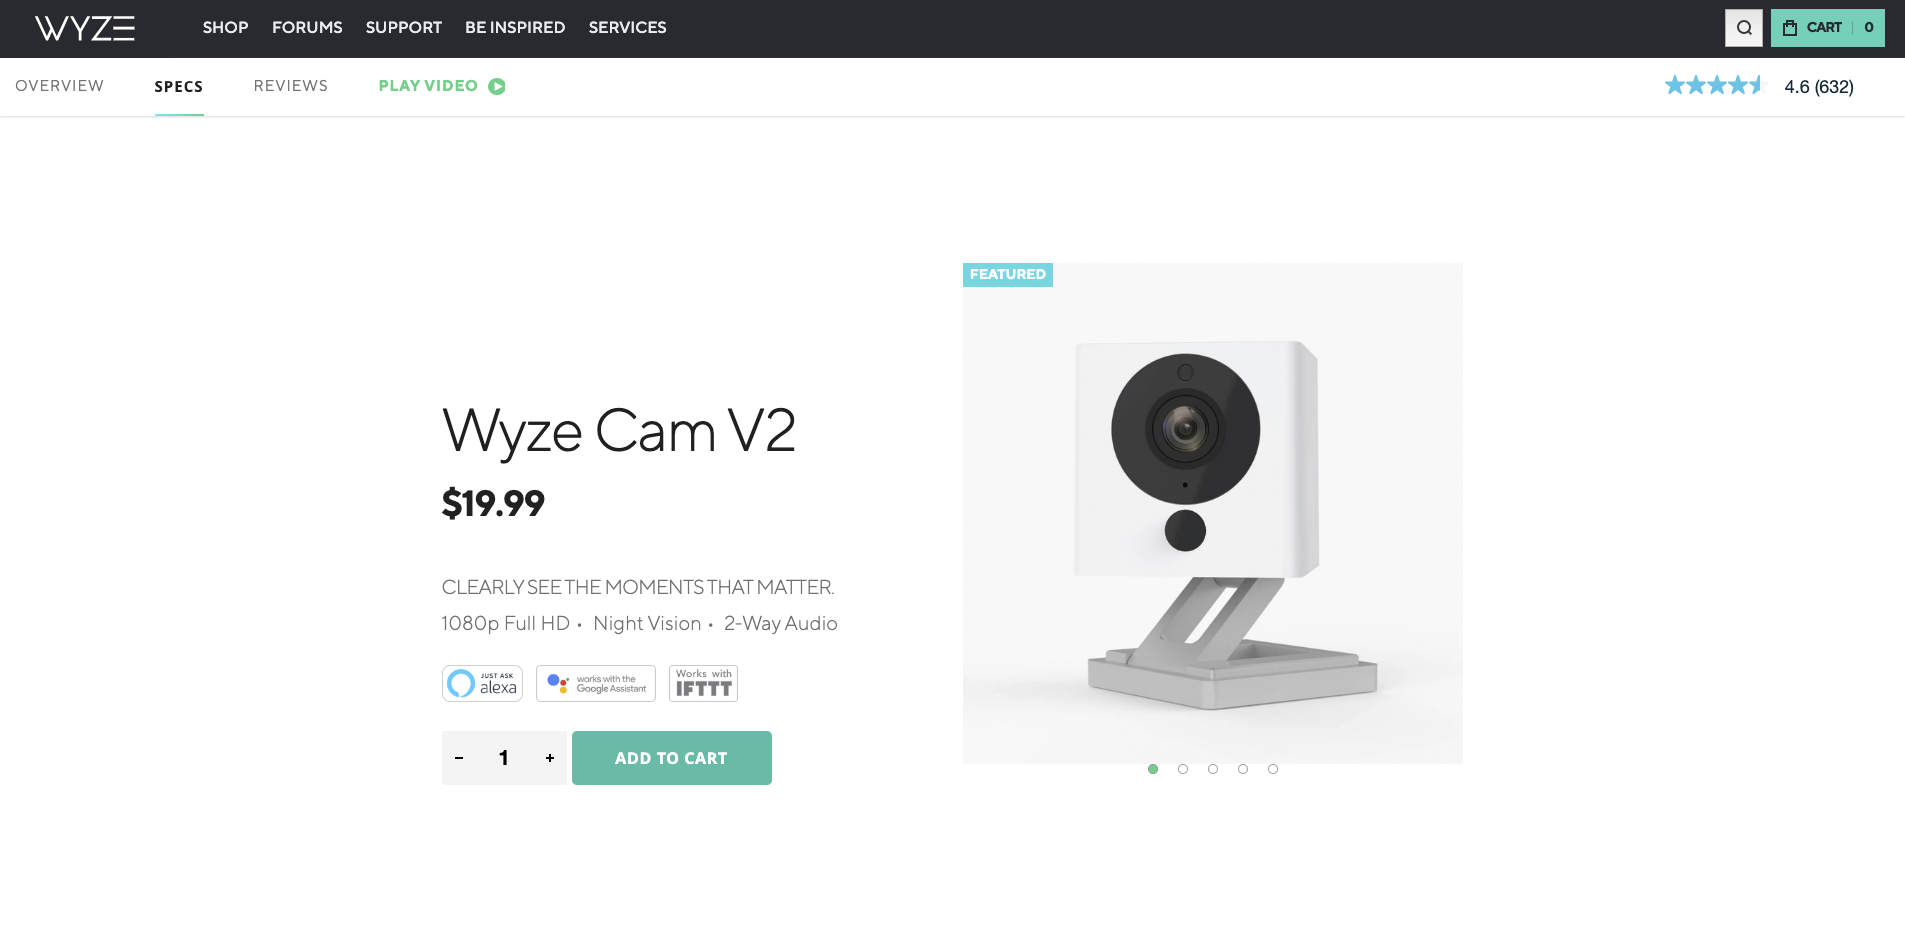 WYZE
SHOP FORUMS SUPPORT BE INSPIRED SERVICES
CART 0
OVERVIEW SPECS REVIEWS PLAY VIDEO
4.6 (632)
FEATURED
Wyze Cam V2
$19.99
CLEARLY SEE THE MOMENTS THAT MATTER.
1080p Full HD • Night Vision • 2-Way Audio
JUST ASK
alexa
works with the
Google Assistant
Works with
IFTTT
- 1 +
ADD TO CART